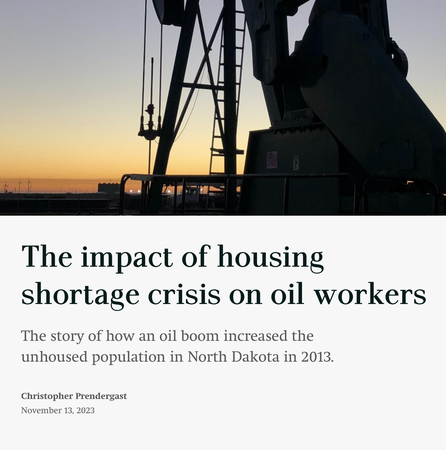 The impact of housing
shortage crisis on oil workers
The story of how an oil boom increased the
unhoused population in North Dakota in 2013.
Christopher Prendergast
November 13, 2023